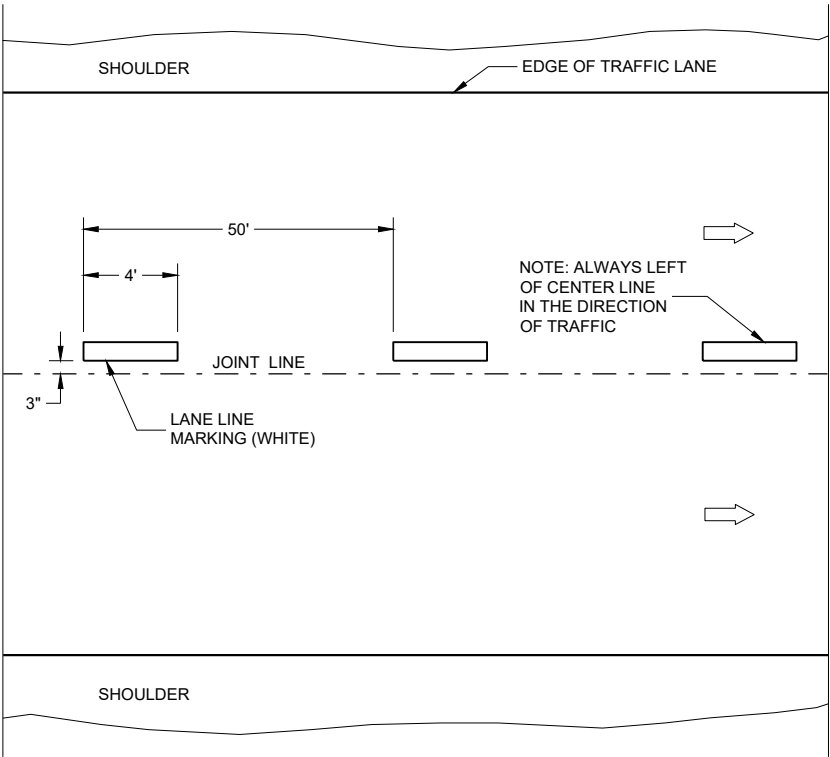 SHOULDER
EDGE OF TRAFFIC LANE
50'
4'
NOTE: ALWAYS LEFT
OF CENTER LINE
IN THE DIRECTION
OF TRAFFIC
JOINT LINE
3"
LANE LINE
MARKING (WHITE)
SHOULDER